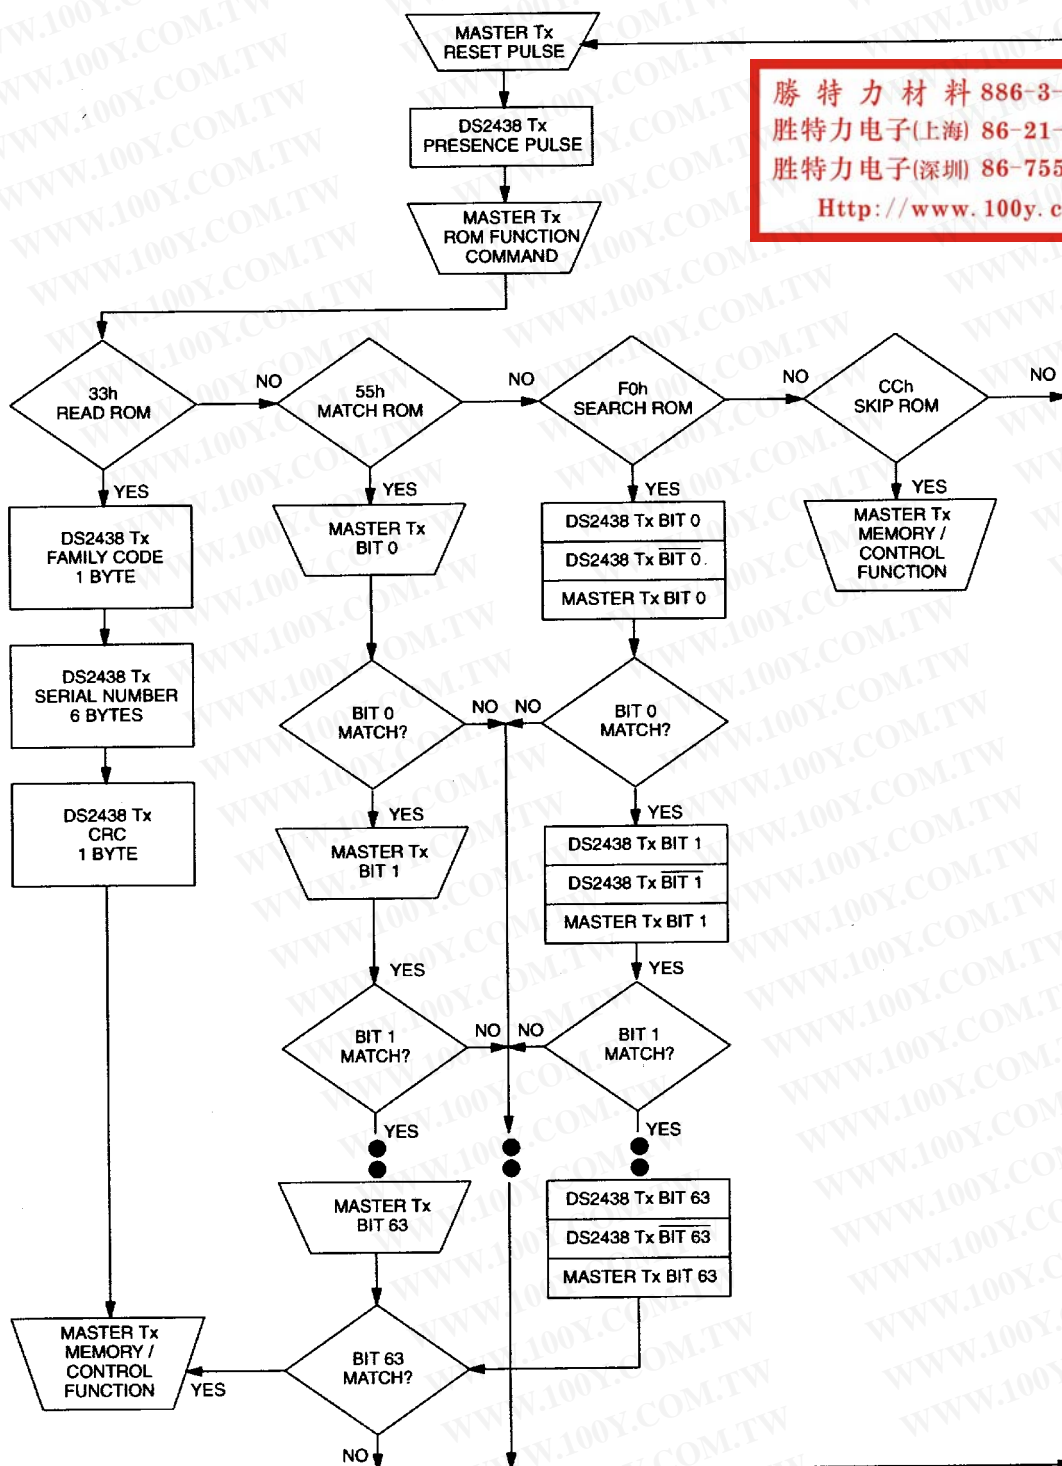 MASTER Tx
RESET PULSE
勝 特 力 材 料 886-3-
胜特力电子(上海) 86-21-
胜特力电子(深圳) 86-755
Http://www.100y.c
DS2438 Tx
PRESENCE PULSE
MASTER Tx
ROM FUNCTION
COMMAND
33h
READ ROM
NO
55h
MATCH ROM
NO
F0h
SEARCH ROM
NO
CCh
SKIP ROM
NO
YES
YES
YES
YES
DS2438 Tx
FAMILY CODE
1 BYTE
MASTER Tx
BIT 0
DS2438 Tx BIT 0
DS2438 Tx BIT 0
MASTER Tx BIT 0
MASTER Tx
MEMORY /
CONTROL
FUNCTION
DS2438 Tx
SERIAL NUMBER
6 BYTES
BIT 0
MATCH?
NO
NO
BIT 0
MATCH?
YES
YES
DS2438 Tx
CRC
1 BYTE
MASTER Tx
BIT 1
DS2438 Tx BIT 1
DS2438 Tx BIT 1
MASTER Tx BIT 1
YES
YES
BIT 1
MATCH?
NO
NO
BIT 1
MATCH?
YES
YES
MASTER Tx
BIT 63
DS2438 Tx BIT 63
DS2438 Tx BIT 63
MASTER Tx BIT 63
MASTER Tx
MEMORY /
CONTROL
FUNCTION
YES
BIT 63
MATCH?
NO
WWW.100Y.COM.TW